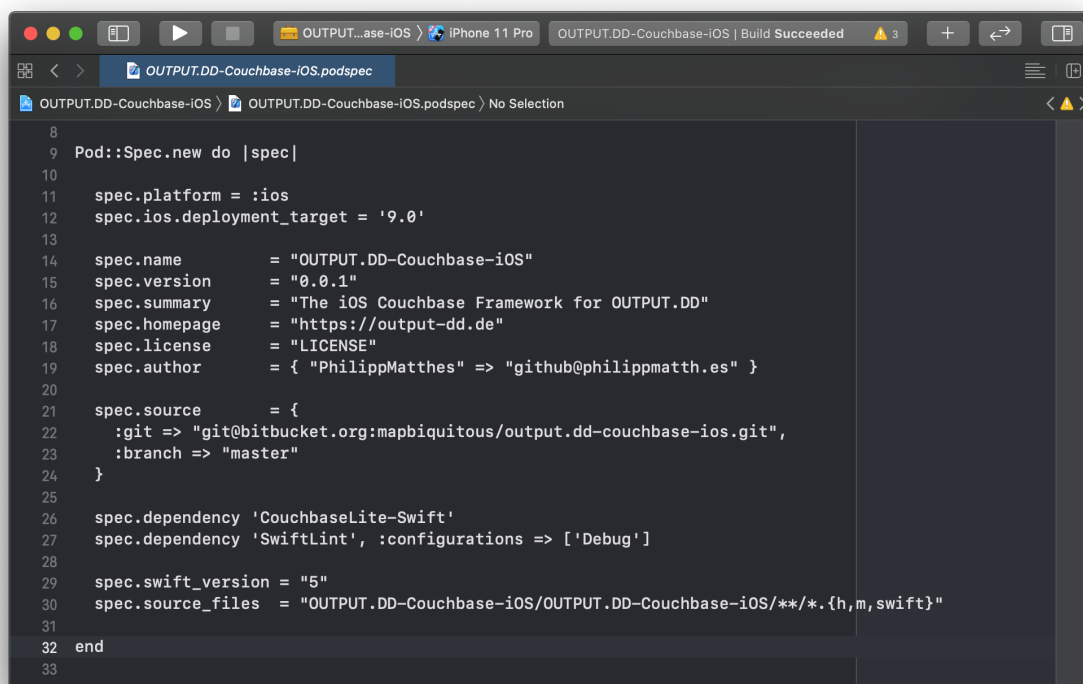 OUTPUT...ase-iOS 〉 iPhone 11 Pro
OUTPUT.DD-Couchbase-iOS | Build Succeeded 3
OUTPUT.DD-Couchbase-iOS.podspec
OUTPUT.DD-Couchbase-iOS 〉 OUTPUT.DD-Couchbase-iOS.podspec 〉 No Selection
8
9 Pod::Spec.new do |spec|
10
11 spec.platform = :ios
12 spec.ios.deployment_target = '9.0'
13
14 spec.name = "OUTPUT.DD-Couchbase-iOS"
15 spec.version = "0.0.1"
16 spec.summary = "The iOS Couchbase Framework for OUTPUT.DD"
17 spec.homepage = "https://output-dd.de"
18 spec.license = "LICENSE"
19 spec.author = { "PhilippMatthes" => "github@philippmatth.es" }
20
21 spec.source = {
22 :git => "git@bitbucket.org:mapbiquitous/output.dd-couchbase-ios.git",
23 :branch => "master"
24 }
25
26 spec.dependency 'CouchbaseLite-Swift'
27 spec.dependency 'SwiftLint', :configurations => ['Debug']
28
29 spec.swift_version = "5"
30 spec.source_files = "OUTPUT.DD-Couchbase-iOS/OUTPUT.DD-Couchbase-iOS/**/*.{h,m,swift}"
31
32 end
33